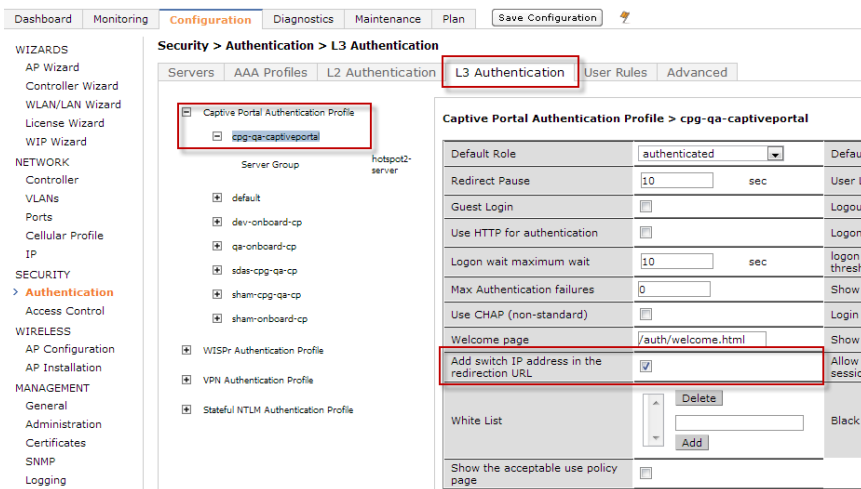 Dashboard Monitoring Configuration Diagnostics Maintenance Plan Save Configuration
WIZARDS
AP Wizard
Controller Wizard
WLAN/LAN Wizard
License Wizard
WIP Wizard
NETWORK
Controller
VLANs
Ports
Cellular Profile
IP
SECURITY
> Authentication
Access Control
WIRELESS
AP Configuration
AP Installation
MANAGEMENT
General
Administration
Certificates
SNMP
Logging
Security > Authentication > L3 Authentication
Servers AAA Profiles L2 Authentication L3 Authentication User Rules Advanced
Captive Portal Authentication Profile
cpg-qa-captiveportal
Server Group hotspot2-
server
default
dev-onboard-cp
qa-onboard-cp
sdas-cpg-qa-cp
sham-cpg-qa-cp
sham-onboard-cp
WISPr Authentication Profile
VPN Authentication Profile
Stateful NTLM Authentication Profile
Captive Portal Authentication Profile > cpg-qa-captiveportal
Default Role authenticated Defau
Redirect Pause 10 sec User L
Guest Login Logou
Use HTTP for authentication Logon
Logon wait maximum wait 10 sec logon
thresh
Max Authentication failures 0 Show
Use CHAP (non-standard) Login
Welcome page /auth/welcome.html Show
Add switch IP address in the Allow
redirection URL sessio
White List Delete Black
Add
Show the acceptable use policy
page